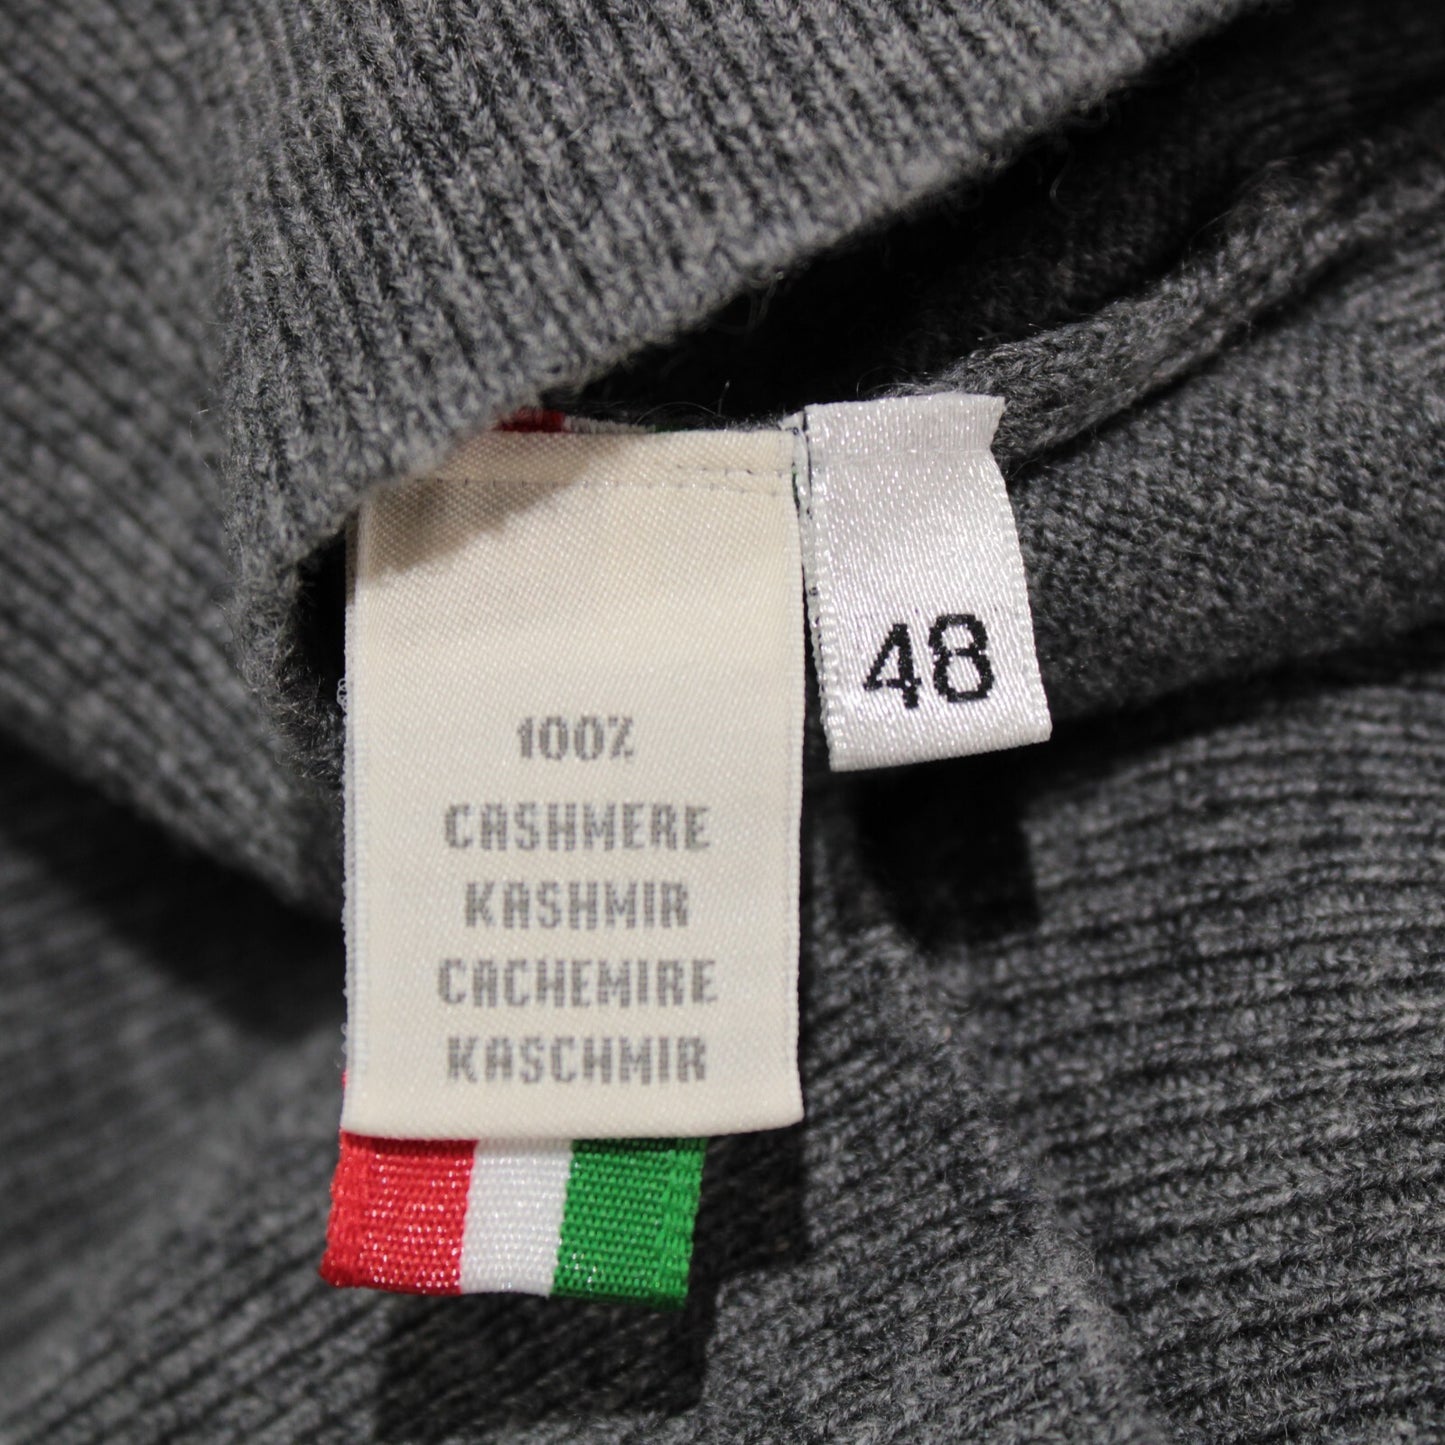 100%
CASHMERE
KASHMIR
CACHEMIRE
KASCHMIR
48